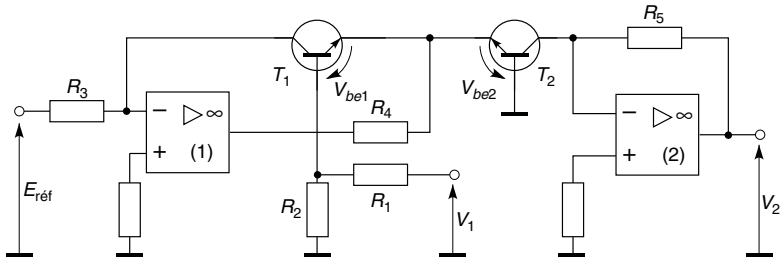 R5
T1
Vbe1
Vbe2
T2
R3
R4
− ▷ ∞
+ (1)
− ▷ ∞
+ (2)
Eréf
R2
R1
V1
V2